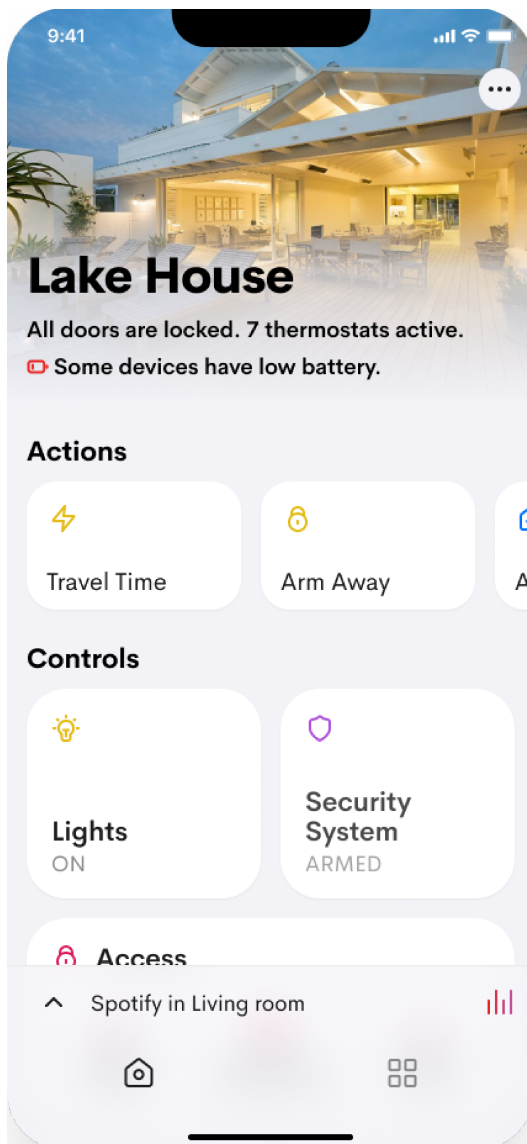 9:41
Lake House
All doors are locked. 7 thermostats active.
Some devices have low battery.
Actions
Travel Time
Arm Away
A
Controls
Lights
ON
Security
System
ARMED
Access
Spotify in Living room